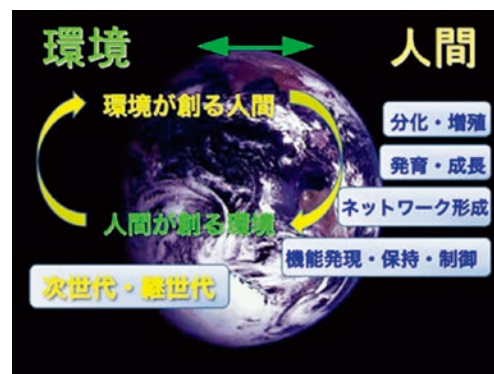 環境
人間
環境が創る人間
分化・増殖
発育・成長
ネットワーク形成
人間が創る環境
機能発現・保持・制御
次世代・継世代